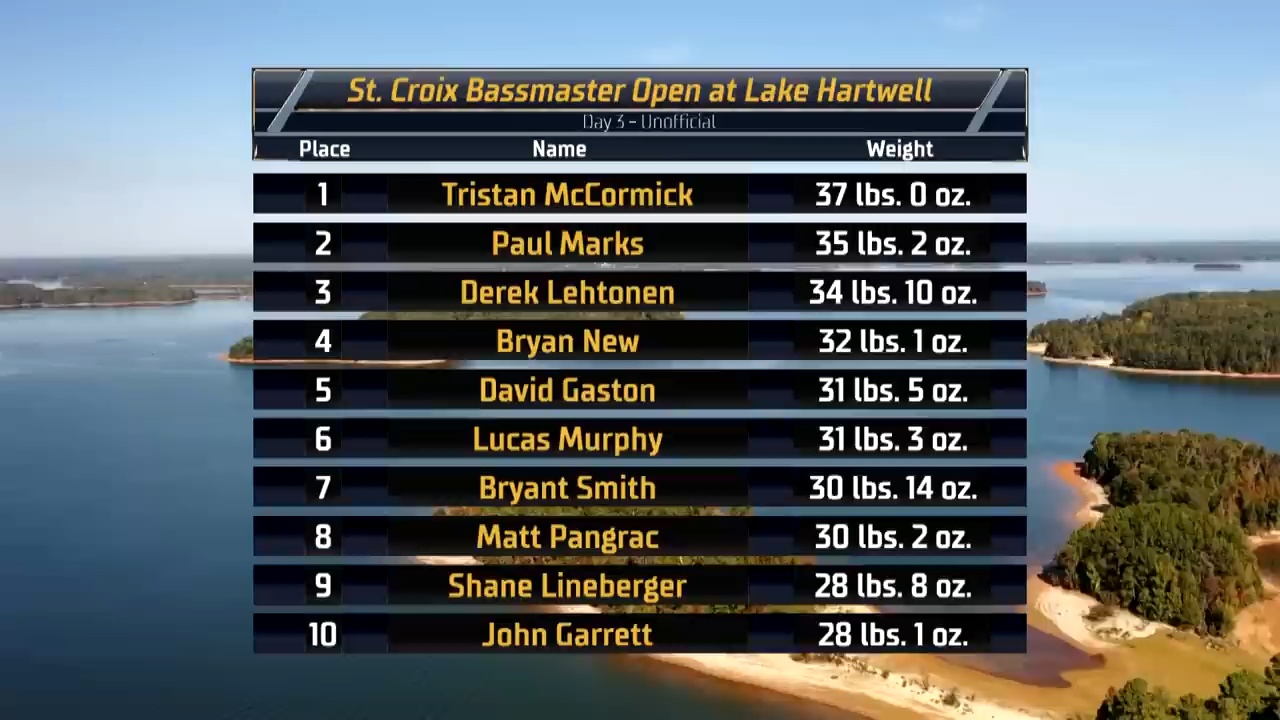 St. Croix Bassmaster Open at Lake Hartwell
Day 3 - Unofficial
Place Name Weight
1 Tristan McCormick 37 lbs. 0 oz.
2 Paul Marks 35 lbs. 2 oz.
3 Derek Lehtonen 34 lbs. 10 oz.
4 Bryan New 32 lbs. 1 oz.
5 David Gaston 31 lbs. 5 oz.
6 Lucas Murphy 31 lbs. 3 oz.
7 Bryant Smith 30 lbs. 14 oz.
8 Matt Pangrac 30 lbs. 2 oz.
9 Shane Lineberger 28 lbs. 8 oz.
10 John Garrett 28 lbs. 1 oz.